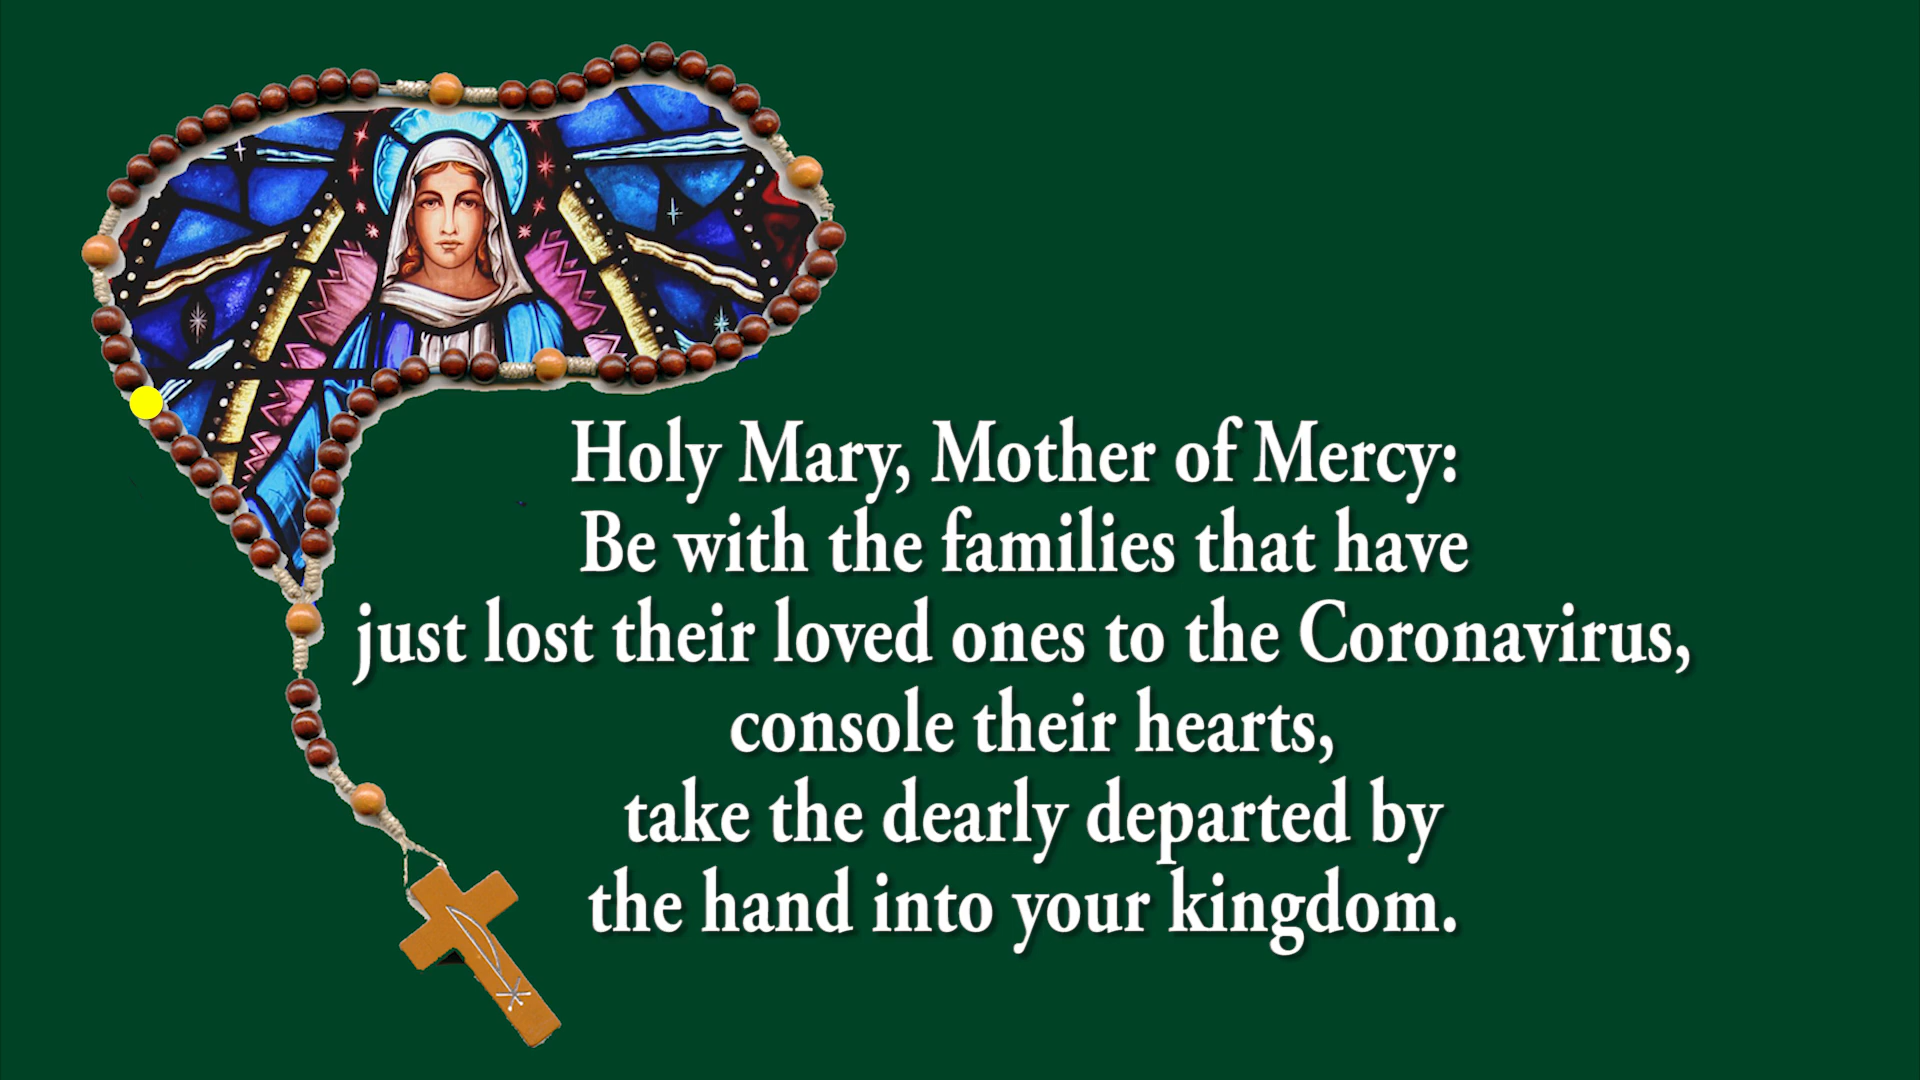 Holy Mary, Mother of Mercy:
Be with the families that have
just lost their loved ones to the Coronavirus,
console their hearts,
take the dearly departed by
the hand into your kingdom.